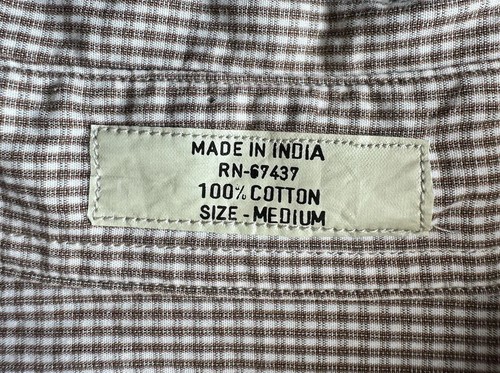 MADE IN INDIA
RN-67437
100% COTTON
SIZE - MEDIUM